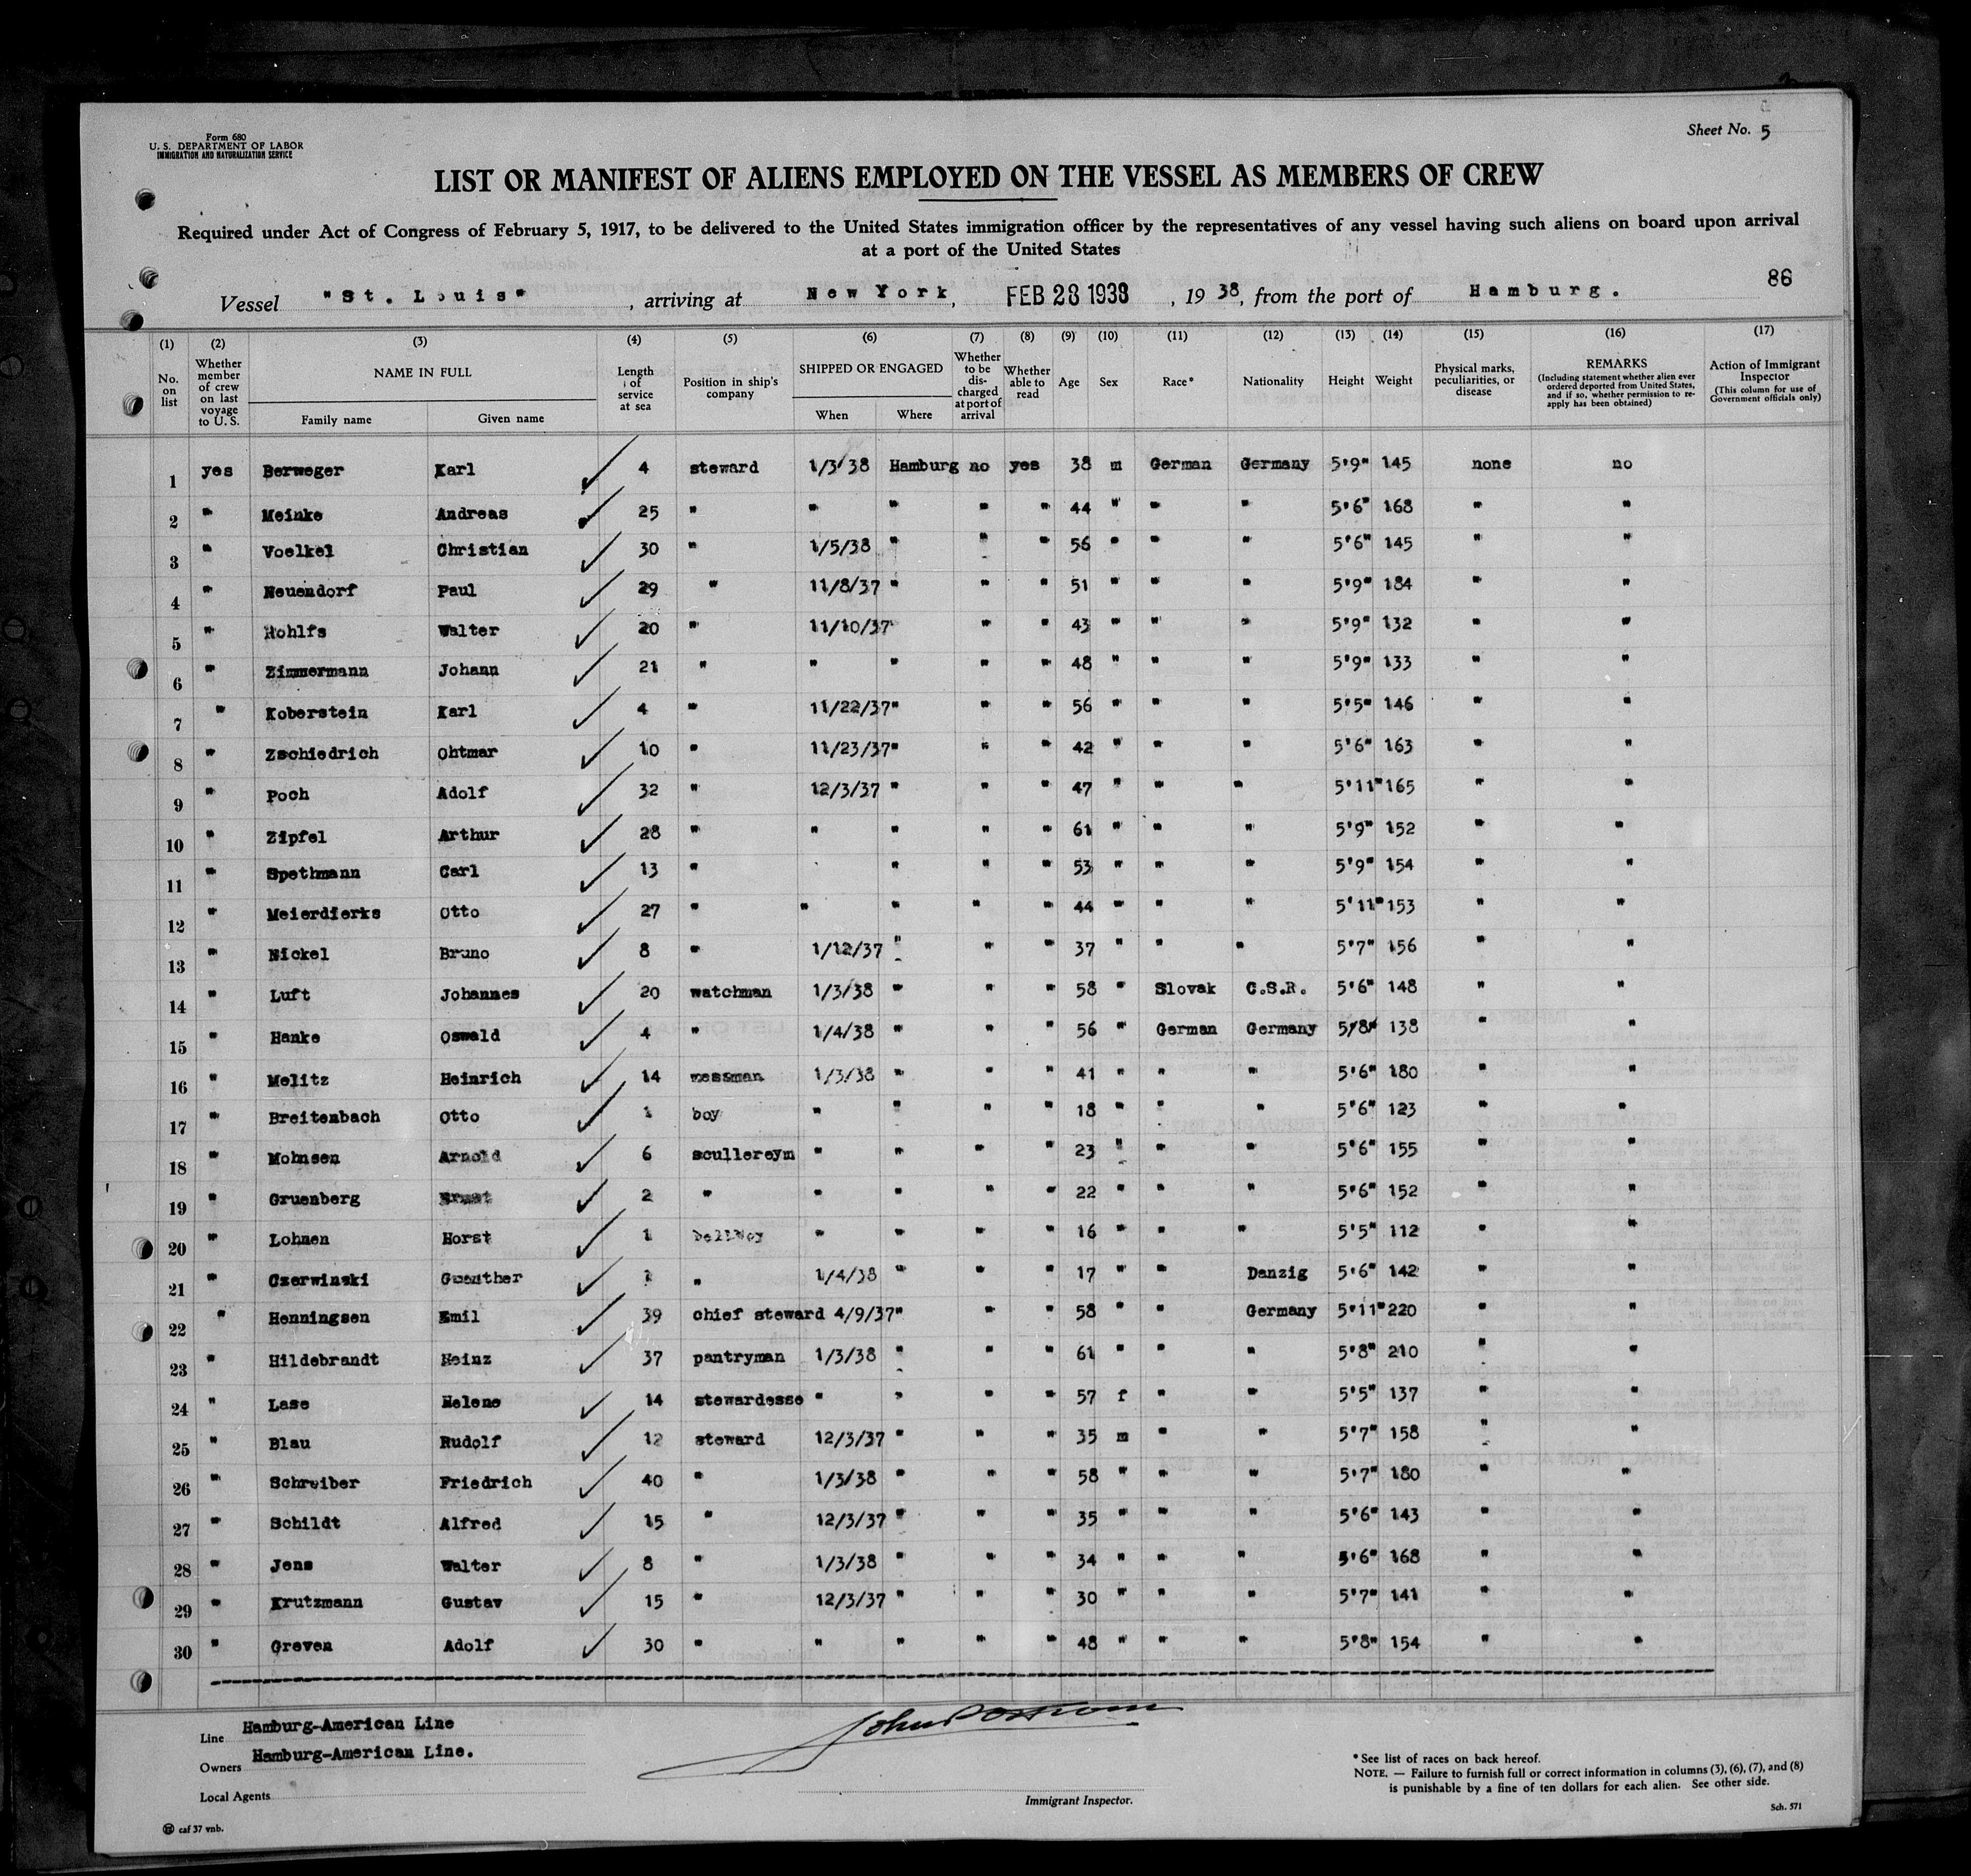 Sheet No. 5
Form 680
U. S. DEPARTMENT OF LABOR
IMMIGRATION AND NATURALIZATION SERVICE
LIST OR MANIFEST OF ALIENS EMPLOYED ON THE VESSEL AS MEMBERS OF CREW
Required under Act of Congress of February 5, 1917, to be delivered to the United States immigration officer by the representatives of any vessel having such aliens on board upon arrival
at a port of the United States
86
Vessel "St. Louis", arriving at New York, FEB 28 1938, 19 38, from the port of Hamburg.
(1) (2) (3) (4) (5) (6) (7) (8) (9) (10) (11) (12) (13) (14) (15) (16) (17)
No. on list
Whether member of crew on last voyage to U. S.
NAME IN FULL
Family name Given name
Length of service at sea
Position in ship's company
SHIPPED OR ENGAGED
When Where
Whether to be discharged at port of arrival
Whether able to read
Age
Sex
Race*
Nationality
Height
Weight
Physical marks, peculiarities, or disease
REMARKS
(Including statement whether alien ever ordered deported from United States, and if so, whether permission to reapply has been obtained)
Action of Immigrant Inspector
(This column for use of Government officials only)
1 yes Berweger Karl 4 steward 1/3/38 Hamburg no yes 38 m German Germany 5'9" 145 none no
2 " Meinke Andreas 25 " " " " " 44 " " " 5'6" 168 " "
3 " Voelkel Christian 30 " 1/5/38 " " " 56 " " " 5'6" 145 " "
4 " Neuendorf Paul 29 " 11/8/37 " " " 51 " " " 5'9" 184 " "
5 " Rohlfs Walter 20 " 11/10/37 " " " 43 " " " 5'9" 132 " "
6 " Zimmermann Johann 21 " " " " " 48 " " " 5'9" 133 " "
7 " Koberstein Karl 4 " 11/22/37 " " " 56 " " " 5'5" 146 " "
8 " Zschiedrich Ohtmar 10 " 11/23/37 " " " 42 " " " 5'6" 163 " "
9 " Poch Adolf 32 " 12/3/37 " " " 47 " " " 5'11" 165 " "
10 " Zipfel Arthur 28 " " " " " 61 " " " 5'9" 152 " "
11 " Spethmann Carl 13 " " " " 53 " " " 5'9" 154 " "
12 " Meierdierks Otto 27 " " " " " 44 " " " 5'11" 153 " "
13 " Nickel Bruno 8 " 1/12/37 " " " 37 " " " 5'7" 156 " "
14 " Luft Johannes 20 watchman 1/3/38 " " " 58 " Slovak C.S.R. 5'6" 148 " "
15 " Hanke Oswald 4 " 1/4/38 " " " 56 " German Germany 5'8" 138 " "
16 " Melitz Heinrich 14 messman 1/3/38 " " " 41 " " " 5'6" 180 " "
17 " Breitenbach Otto 1 boy " " " " 18 " " " 5'6" 123 " "
18 " Mohnsen Arnold 6 scullereym " " " " 23 " " " 5'6" 155 " "
19 " Gruenberg Ernst 2 " " " " " 22 " " " 5'6" 152 " "
20 " Lohnen Horst 1 bellboy " " " " 16 " " " 5'5" 112 " "
21 " Czerwinski Guenther " 1/4/38 " " " 17 " " Danzig 5'6" 142 " "
22 " Henningsen Emil 39 chief steward 4/9/37 " " " 58 " " Germany 5'11" 220 " "
23 " Hildebrandt Heinz 37 pantryman 1/3/38 " " " 61 " " " 5'8" 210 " "
24 " Lase Helene 14 stewardesse " " " " 57 f " " 5'5" 137 " "
25 " Blau Rudolf 12 steward 12/3/37 " " " 35 m " " 5'7" 158 " "
26 " Schreiber Friedrich 40 " 1/3/38 " " " 58 " " " 5'7" 180 " "
27 " Schildt Alfred 15 " 12/3/37 " " " 35 " " " 5'6" 143 " "
28 " Jens Walter 8 " 1/3/38 " " " 34 " " " 5'6" 168 " "
29 " Krutzmann Gustav 15 " 12/3/37 " " " 30 " " " 5'7" 141 " "
30 " Greven Adolf 30 " " " " " 48 " " " 5'8" 154 " "
Line Hamburg-American Line
Owners Hamburg-American Line.
Local Agents
Immigrant Inspector.
*See list of races on back hereof.
NOTE. — Failure to furnish full or correct information in columns (3), (6), (7), and (8)
is punishable by a fine of ten dollars for each alien. See other side.
Sch. 571
caf 37 vnb.